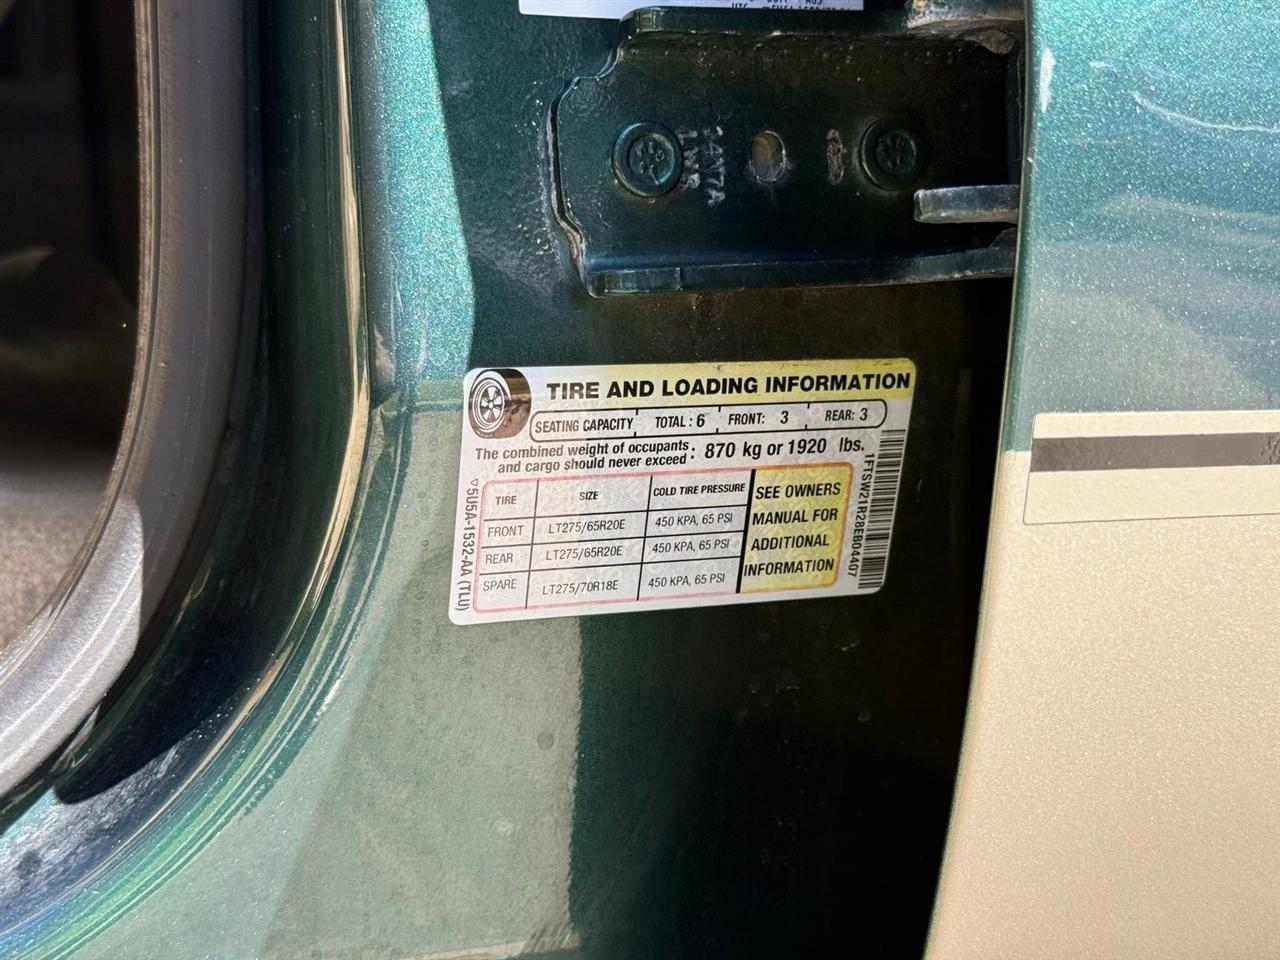 34N7A
LWR
TIRE AND LOADING INFORMATION
SEATING CAPACITY TOTAL : 6 FRONT: 3 REAR: 3
The combined weight of occupants and cargo should never exceed : 870 kg or 1920 lbs.
TIRE SIZE COLD TIRE PRESSURE
FRONT LT275/65R20E 450 KPA, 65 PSI
REAR LT275/65R20E 450 KPA, 65 PSI
SPARE LT275/70R18E 450 KPA, 65 PSI
SEE OWNERS
MANUAL FOR
ADDITIONAL
INFORMATION
5U5A-1532-AA (TLU)
1FTSW21R28EB04407